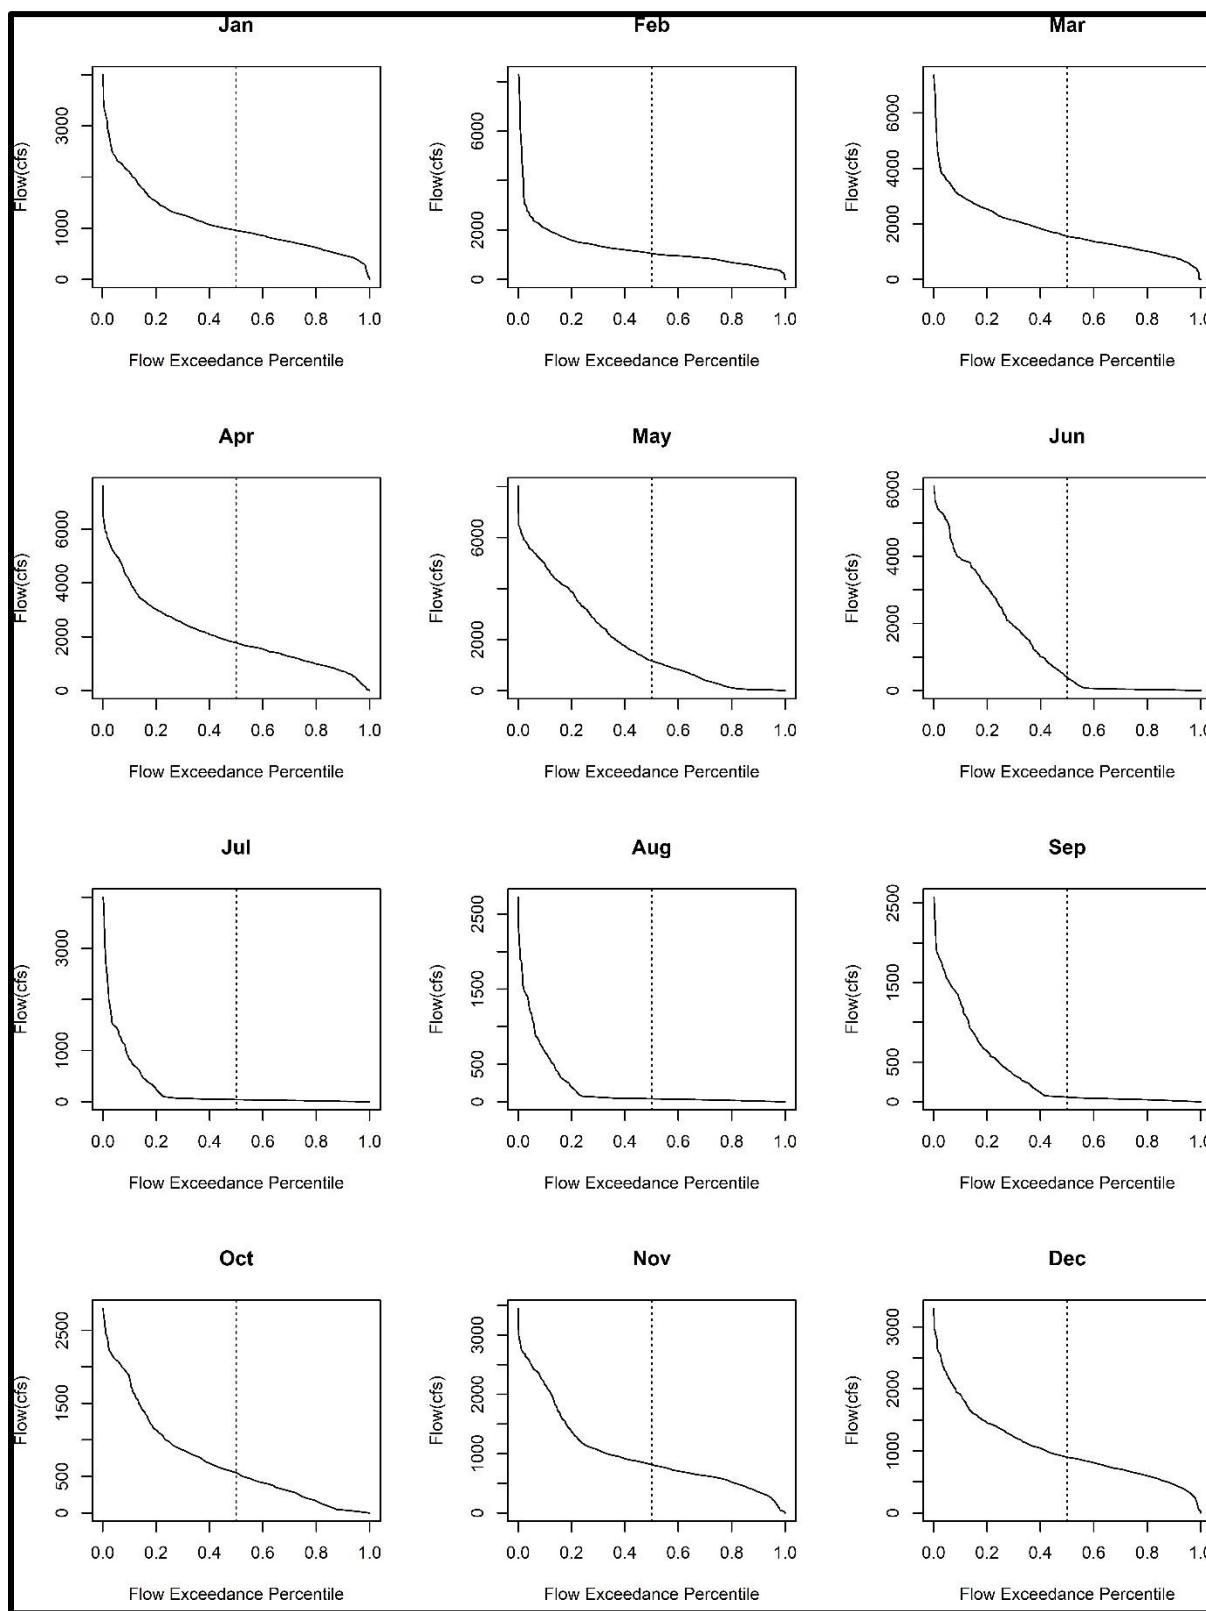 Jan Feb Mar
Flow(cfs) Flow(cfs) Flow(cfs)
3000 6000 6000
1000 4000
0 2000 2000
0 0
0.0 0.2 0.4 0.6 0.8 1.0 0.0 0.2 0.4 0.6 0.8 1.0 0.0 0.2 0.4 0.6 0.8 1.0
Flow Exceedance Percentile Flow Exceedance Percentile Flow Exceedance Percentile
Apr May Jun
Flow(cfs) Flow(cfs) Flow(cfs)
6000 6000 6000
4000 4000
2000 2000 2000
0 0 0
0.0 0.2 0.4 0.6 0.8 1.0 0.0 0.2 0.4 0.6 0.8 1.0 0.0 0.2 0.4 0.6 0.8 1.0
Flow Exceedance Percentile Flow Exceedance Percentile Flow Exceedance Percentile
Jul Aug Sep
Flow(cfs) Flow(cfs) Flow(cfs)
3000 2500 2500
1000 1500 1500
0 500 500
0 0
0.0 0.2 0.4 0.6 0.8 1.0 0.0 0.2 0.4 0.6 0.8 1.0 0.0 0.2 0.4 0.6 0.8 1.0
Flow Exceedance Percentile Flow Exceedance Percentile Flow Exceedance Percentile
Oct Nov Dec
Flow(cfs) Flow(cfs) Flow(cfs)
2500 3000 3000
1500 2000 2000
500 1000 1000
0 0 0
0.0 0.2 0.4 0.6 0.8 1.0 0.0 0.2 0.4 0.6 0.8 1.0 0.0 0.2 0.4 0.6 0.8 1.0
Flow Exceedance Percentile Flow Exceedance Percentile Flow Exceedance Percentile